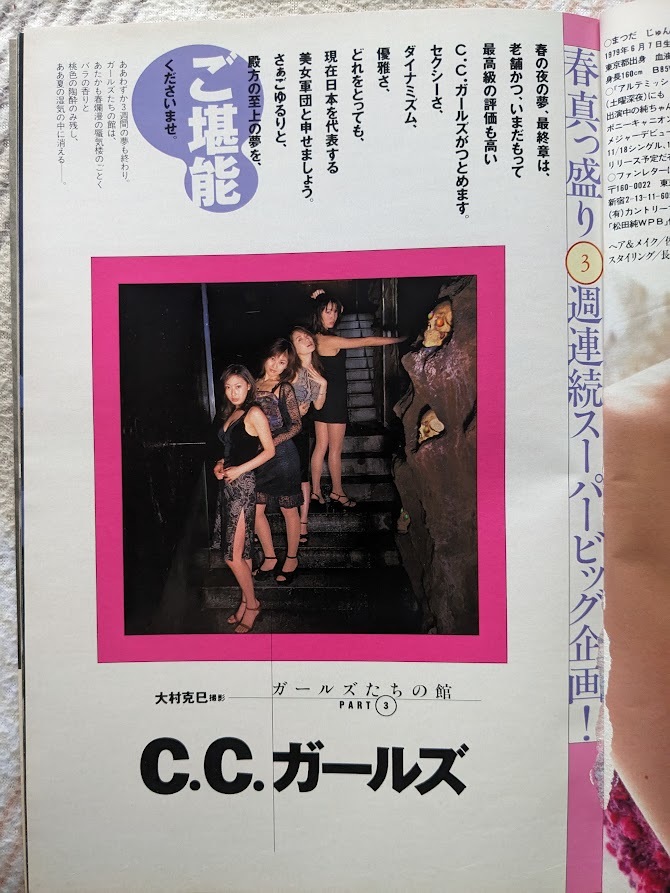 春の夜の夢、最終章は、
老舗かつ、いまだもって
最高級の評価も高い
C.C.ガールズがつとめます。
セクシーさ、
ダイナミズム、
優雅さ、
どれをとっても、
現在日本を代表する
美女軍団と申せましょう。
さぁごゆるりと、
殿方の至上の夢を、
ご堪能
くださいませ。
ああわずか3週間の夢も終わり。
ガールズたちの館は、
あたかも春爛漫の蜃気楼のごとく
バラの香りと
桃色の陶酔のみ残し、
ああ夏の湿気の中に消える──。
春真っ盛り3週連続スーパービッグ企画!
大村克巳撮影
ガールズたちの館
PART 3
C.C.ガールズ
○まつだ じゅん
1979年6月7日生
東京都出身 血液
身長160cm B85
○「アルテミッシ
(土曜深夜)にも
出演中の純ちゃ
ポニーキャニオン
メジャーデビュー
11/18シングル、1
リリース予定だそ
○ファンレターに
〒160-0022 東
新宿2-13-11-60
(有)カントリー
「松田純WPB」
ヘア&メイク/
スタイリング/長